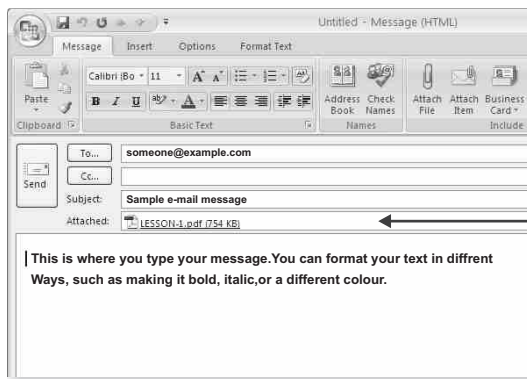 Untitled - Message (HTML)
Message Insert Options Format Text
Calibri (Bo 11
Paste
B I U
Address Book
Check Names
Attach File
Attach Item
Business Card
Clipboard Basic Text Names Include
To... someone@example.com
Cc...
Send
Subject: Sample e-mail message
Attached: LESSON-1.pdf (754 KB)
This is where you type your message.You can format your text in diffrent
Ways, such as making it bold, italic,or a different colour.